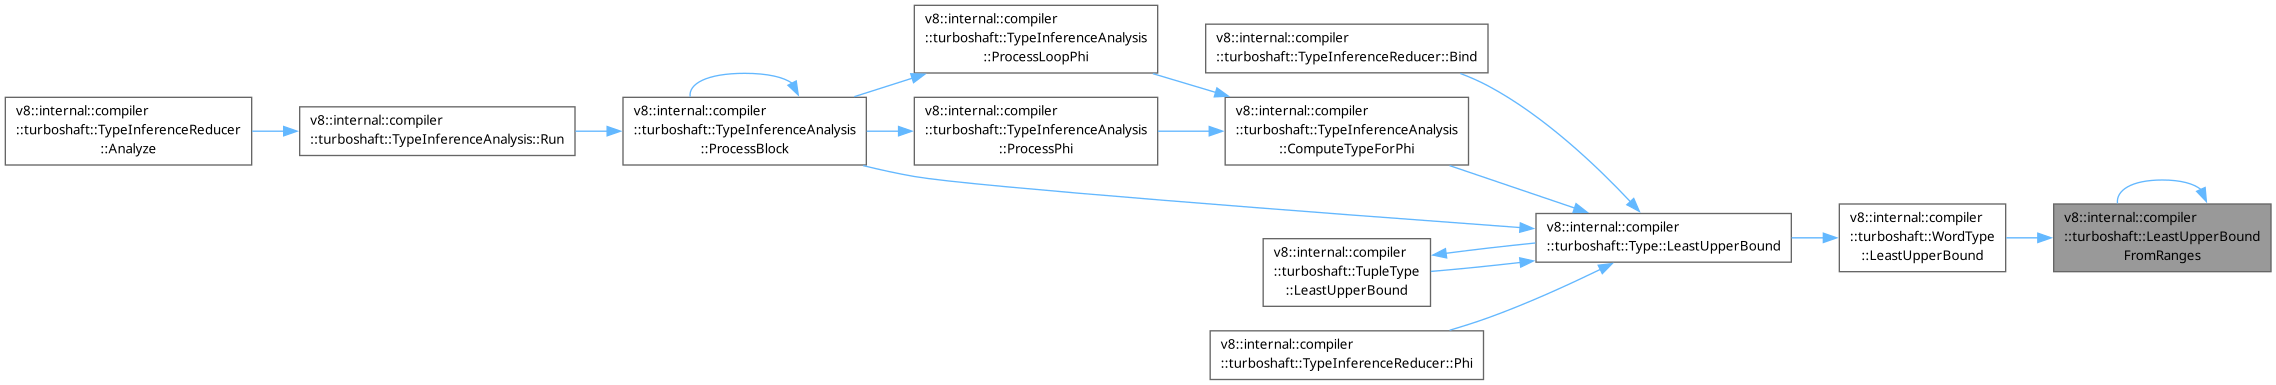 v8::internal::compiler
::turboshaft::TypeInferenceReducer
::Analyze
v8::internal::compiler
::turboshaft::TypeInferenceAnalysis::Run
v8::internal::compiler
::turboshaft::TypeInferenceAnalysis
::ProcessBlock
v8::internal::compiler
::turboshaft::TypeInferenceAnalysis
::ProcessLoopPhi
v8::internal::compiler
::turboshaft::TypeInferenceAnalysis
::ProcessPhi
v8::internal::compiler
::turboshaft::TypeInferenceReducer::Bind
v8::internal::compiler
::turboshaft::TypeInferenceAnalysis
::ComputeTypeForPhi
v8::internal::compiler
::turboshaft::TupleType
::LeastUpperBound
v8::internal::compiler
::turboshaft::TypeInferenceReducer::Phi
v8::internal::compiler
::turboshaft::Type::LeastUpperBound
v8::internal::compiler
::turboshaft::WordType
::LeastUpperBound
v8::internal::compiler
::turboshaft::LeastUpperBound
FromRanges